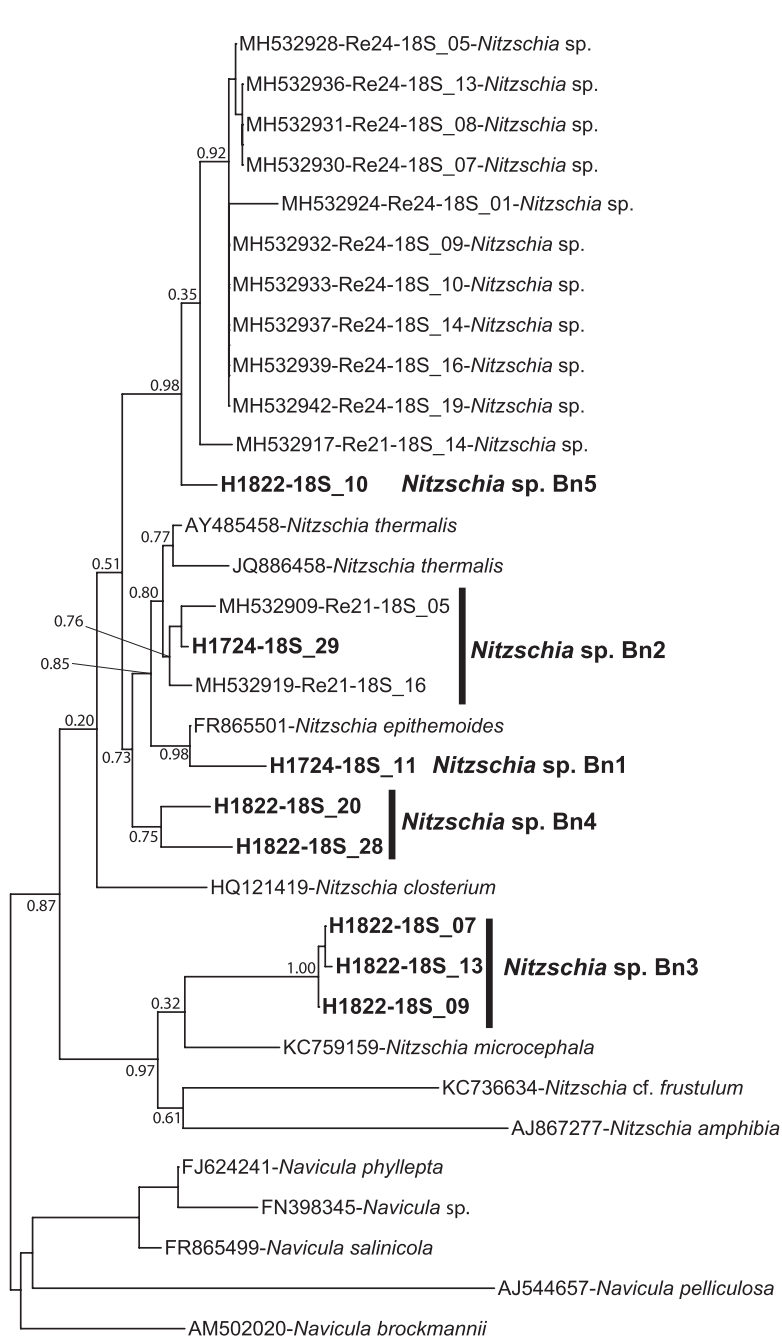 MH532928-Re24-18S_05-Nitzschia sp.
MH532936-Re24-18S_13-Nitzschia sp.
MH532931-Re24-18S_08-Nitzschia sp.
0.92
MH532930-Re24-18S_07-Nitzschia sp.
MH532924-Re24-18S_01-Nitzschia sp.
MH532932-Re24-18S_09-Nitzschia sp.
MH532933-Re24-18S_10-Nitzschia sp.
0.35
MH532937-Re24-18S_14-Nitzschia sp.
MH532939-Re24-18S_16-Nitzschia sp.
0.98
MH532942-Re24-18S_19-Nitzschia sp.
MH532917-Re21-18S_14-Nitzschia sp.
H1822-18S_10 Nitzschia sp. Bn5
AY485458-Nitzschia thermalis
0.77
0.51
JQ886458-Nitzschia thermalis
0.80
MH532909-Re21-18S_05
0.76
H1724-18S_29
Nitzschia sp. Bn2
0.85
MH532919-Re21-18S_16
0.20
FR865501-Nitzschia epithemoides
0.98
0.73
H1724-18S_11 Nitzschia sp. Bn1
H1822-18S_20
Nitzschia sp. Bn4
0.75
H1822-18S_28
HQ121419-Nitzschia closterium
0.87
H1822-18S_07
1.00
H1822-18S_13
Nitzschia sp. Bn3
0.32
H1822-18S_09
KC759159-Nitzschia microcephala
0.97
KC736634-Nitzschia cf. frustulum
0.61
AJ867277-Nitzschia amphibia
FJ624241-Navicula phyllepta
FN398345-Navicula sp.
FR865499-Navicula salinicola
AJ544657-Navicula pelliculosa
AM502020-Navicula brockmannii